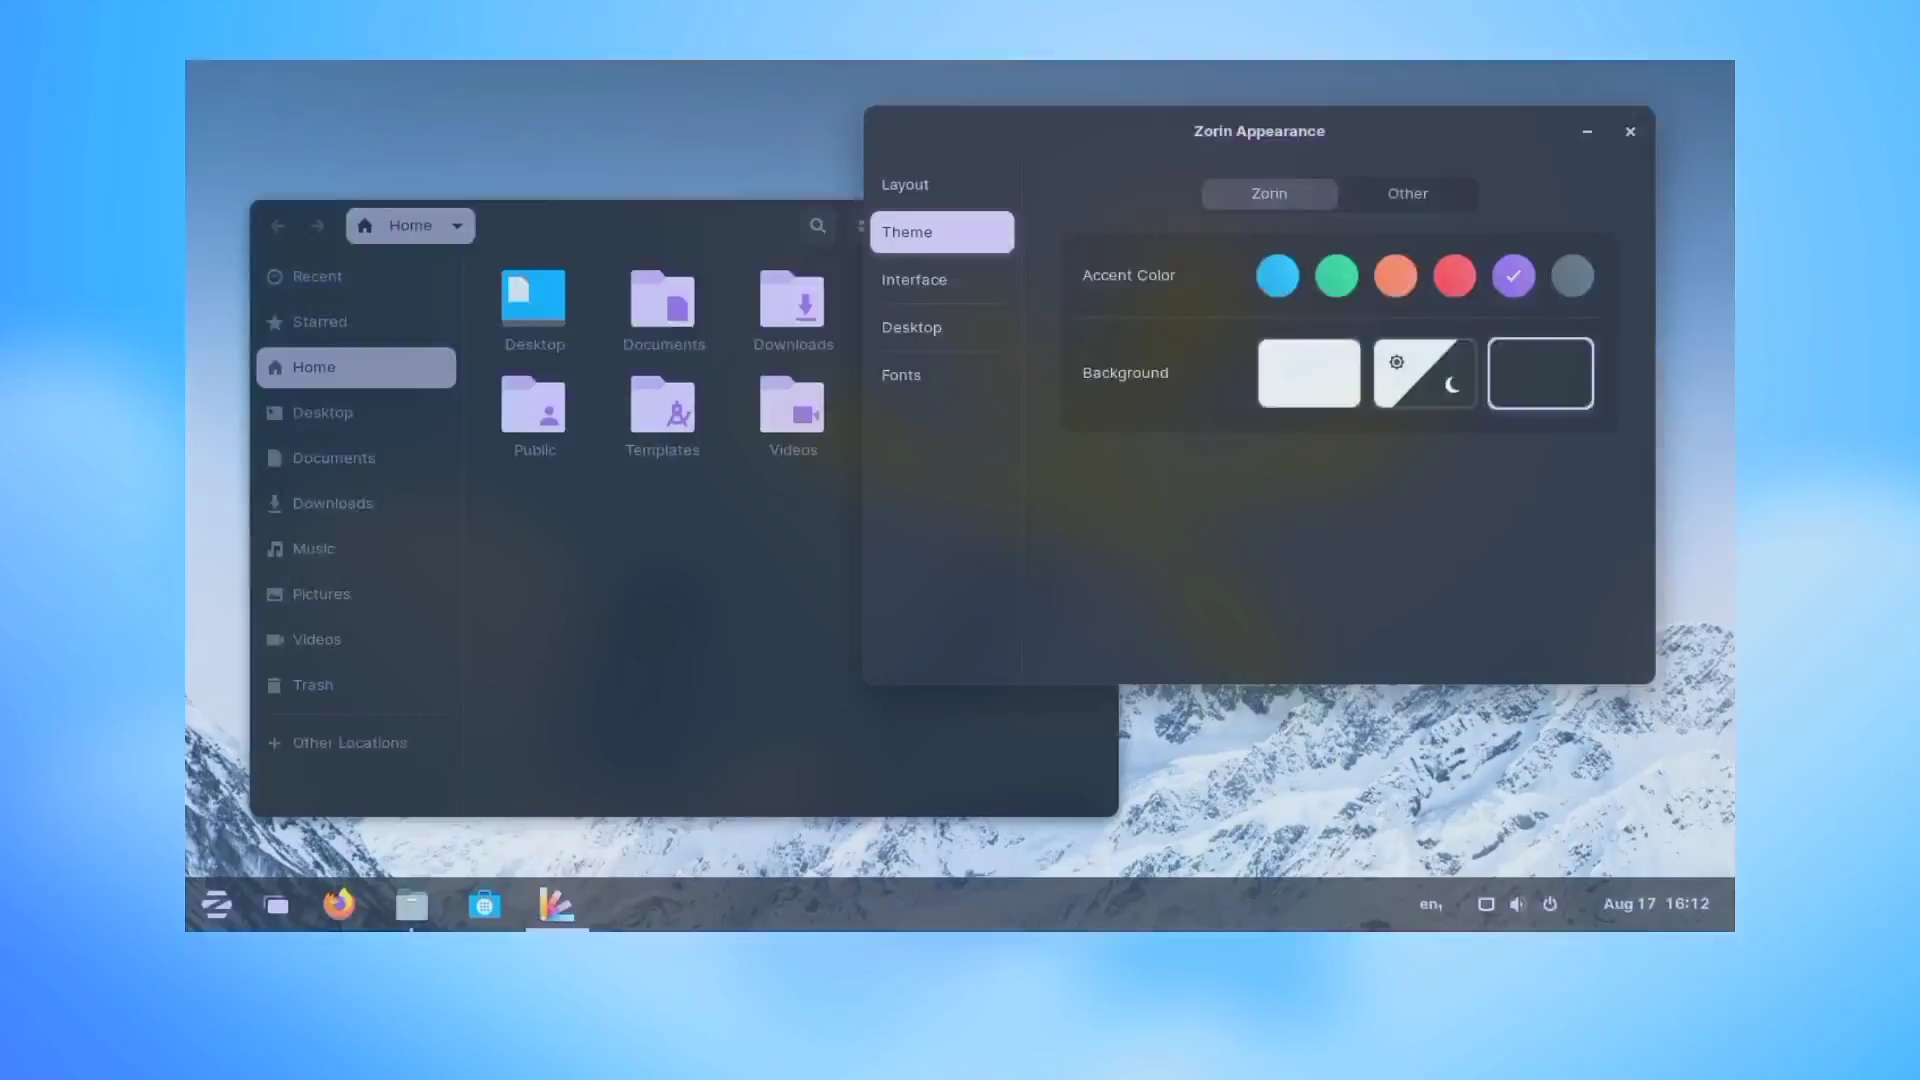 Zorin Appearance
Layout
Theme
Interface
Desktop
Fonts
Zorin
Other
Accent Color
Background
Home
Recent
Starred
Home
Desktop
Documents
Downloads
Music
Pictures
Videos
Trash
Other Locations
Desktop
Documents
Downloads
Public
Templates
Videos
en₁
Aug 17 16:12